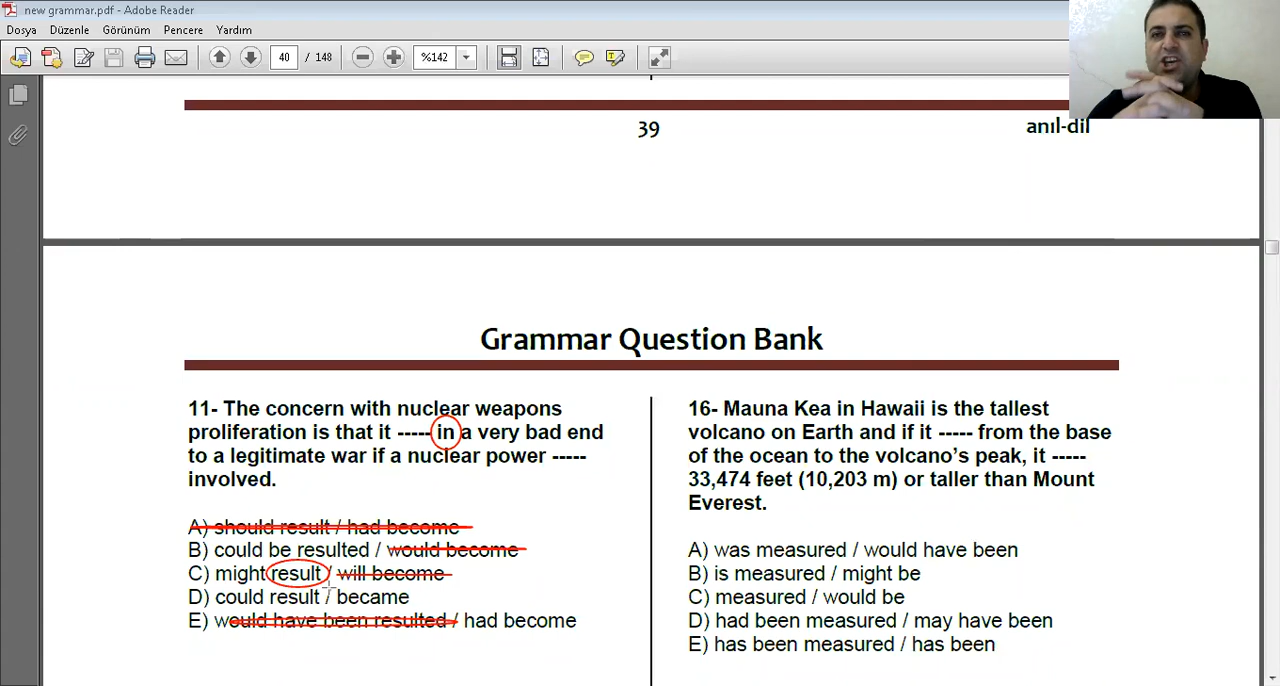 new grammar.pdf - Adobe Reader
Dosya Düzenle Görünüm Pencere Yardım
40 / 148 %142
39 anıl-dil
Grammar Question Bank
11- The concern with nuclear weapons
proliferation is that it ----- in a very bad end
to a legitimate war if a nuclear power -----
involved.
A) should result / had become
B) could be resulted / would become
C) might result / will become
D) could result / became
E) would have been resulted / had become
16- Mauna Kea in Hawaii is the tallest
volcano on Earth and if it ----- from the base
of the ocean to the volcano’s peak, it -----
33,474 feet (10,203 m) or taller than Mount
Everest.
A) was measured / would have been
B) is measured / might be
C) measured / would be
D) had been measured / may have been
E) has been measured / has been